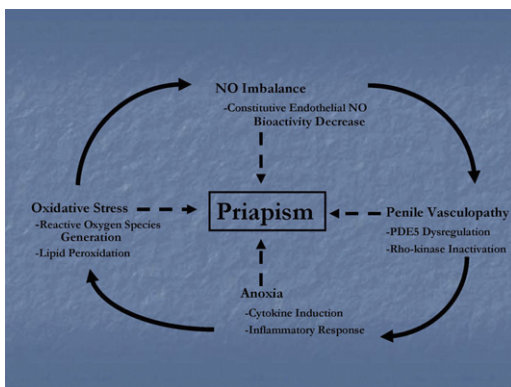 NO Imbalance
-Constitutive Endothelial NO
Bioactivity Decrease
Oxidative Stress
-Reactive Oxygen Species
Generation
-Lipid Peroxidation
Priapism
Penile Vasculopathy
-PDE5 Dysregulation
-Rho-kinase Inactivation
Anoxia
-Cytokine Induction
-Inflammatory Response